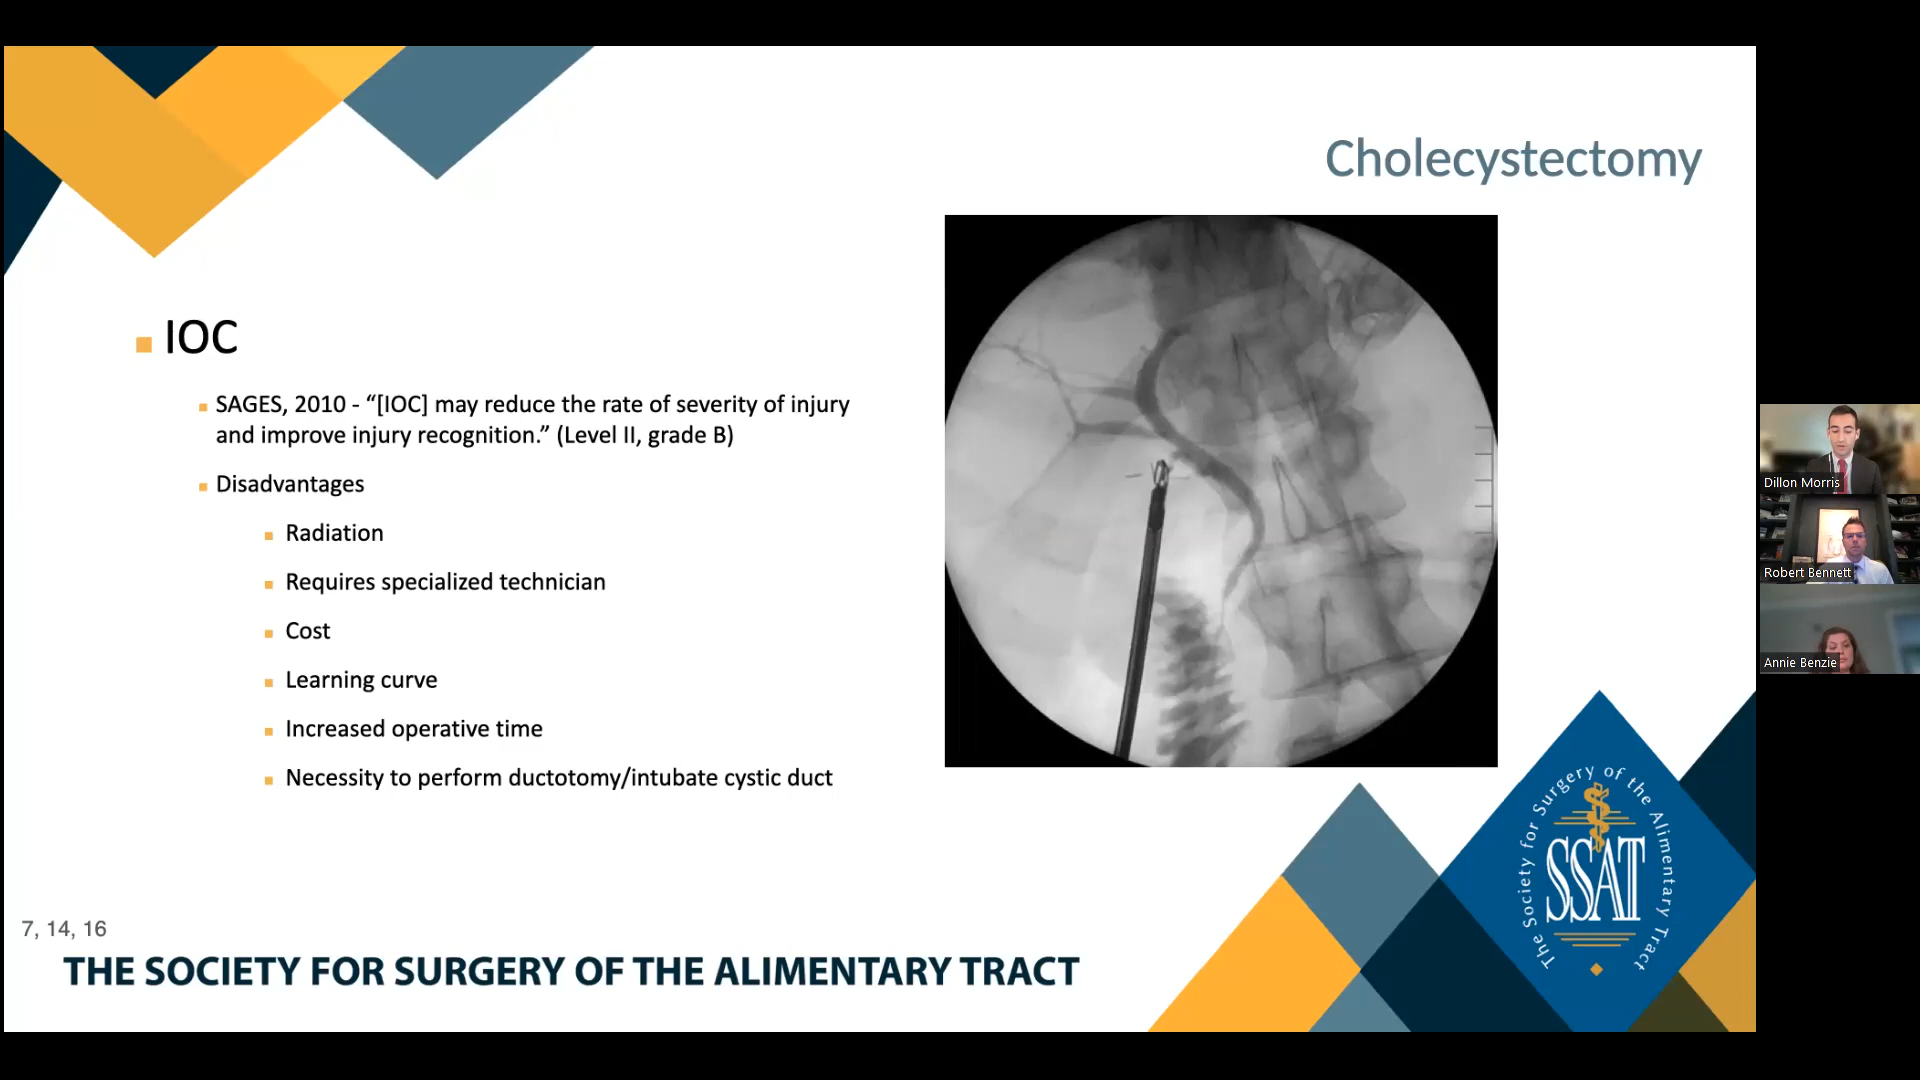 Cholecystectomy
IOC
SAGES, 2010 - “[IOC] may reduce the rate of severity of injury
and improve injury recognition.” (Level II, grade B)
Disadvantages
Radiation
Requires specialized technician
Cost
Learning curve
Increased operative time
Necessity to perform ductotomy/intubate cystic duct
7, 14, 16
THE SOCIETY FOR SURGERY OF THE ALIMENTARY TRACT
The Society for Surgery of the Alimentary Tract
SSAT
Dillon Morris
Robert Bennett
Annie Benzie